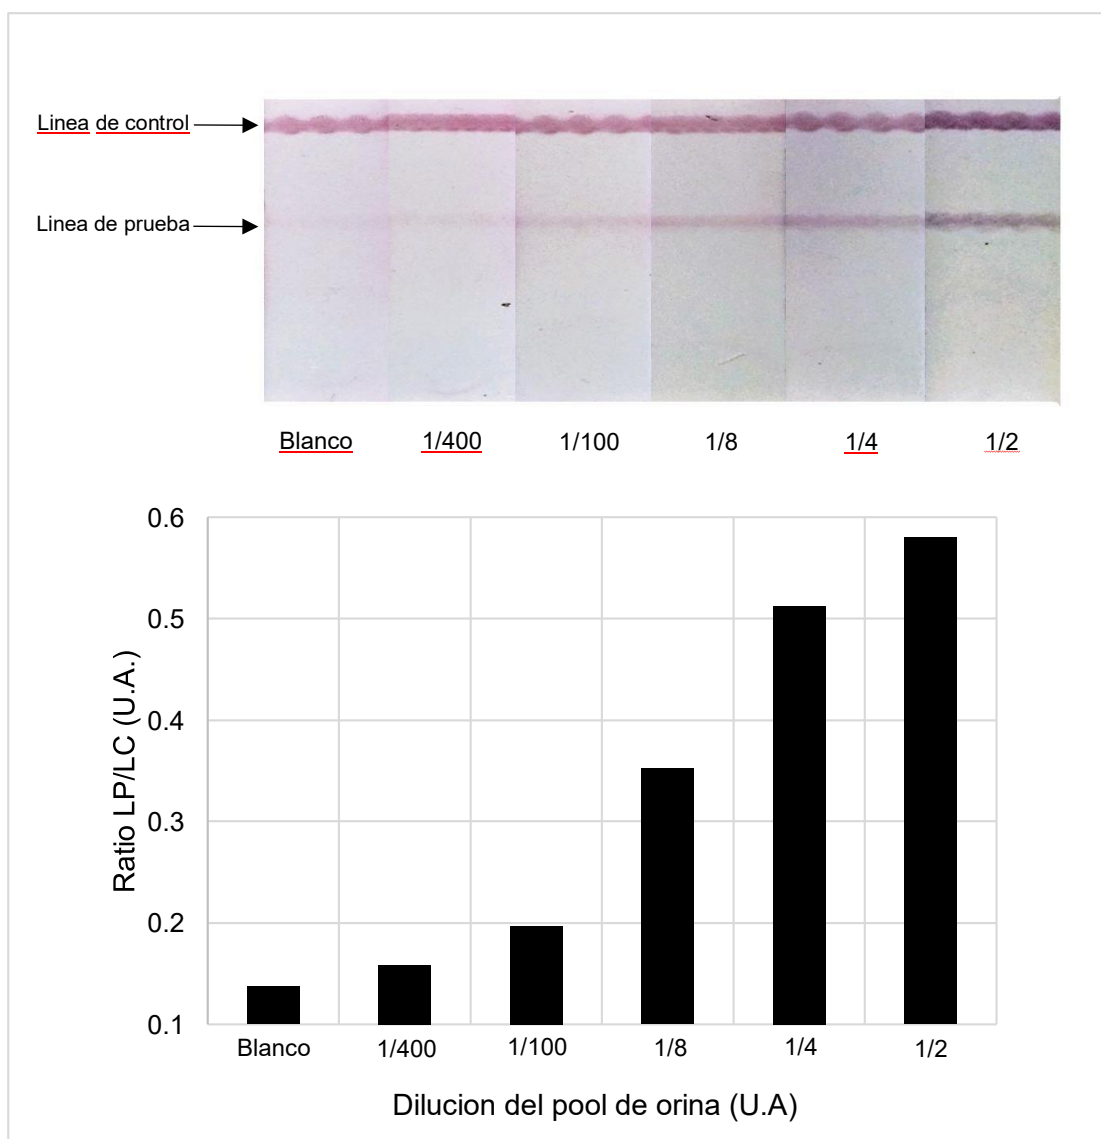 Linea de control
Linea de prueba
Blanco 1/400 1/100 1/8 1/4 1/2
0.6
0.5
0.4
0.3
0.2
0.1
Ratio LP/LC (U.A.)
Blanco 1/400 1/100 1/8 1/4 1/2
Dilucion del pool de orina (U.A)